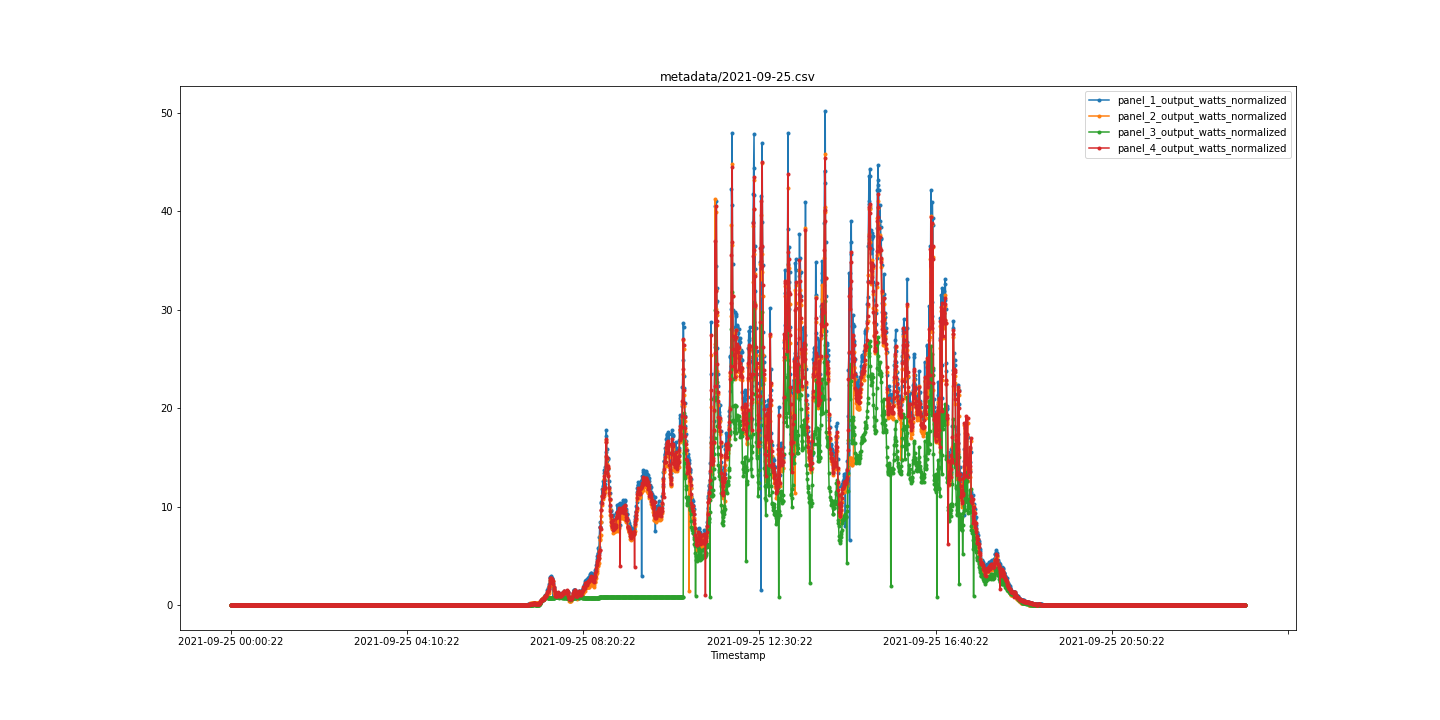 metadata/2021-09-25.csv
panel_1_output_watts_normalized
panel_2_output_watts_normalized
panel_3_output_watts_normalized
panel_4_output_watts_normalized
50
40
30
20
10
0
2021-09-25 00:00:22
2021-09-25 04:10:22
2021-09-25 08:20:22
2021-09-25 12:30:22
2021-09-25 16:40:22
2021-09-25 20:50:22
Timestamp